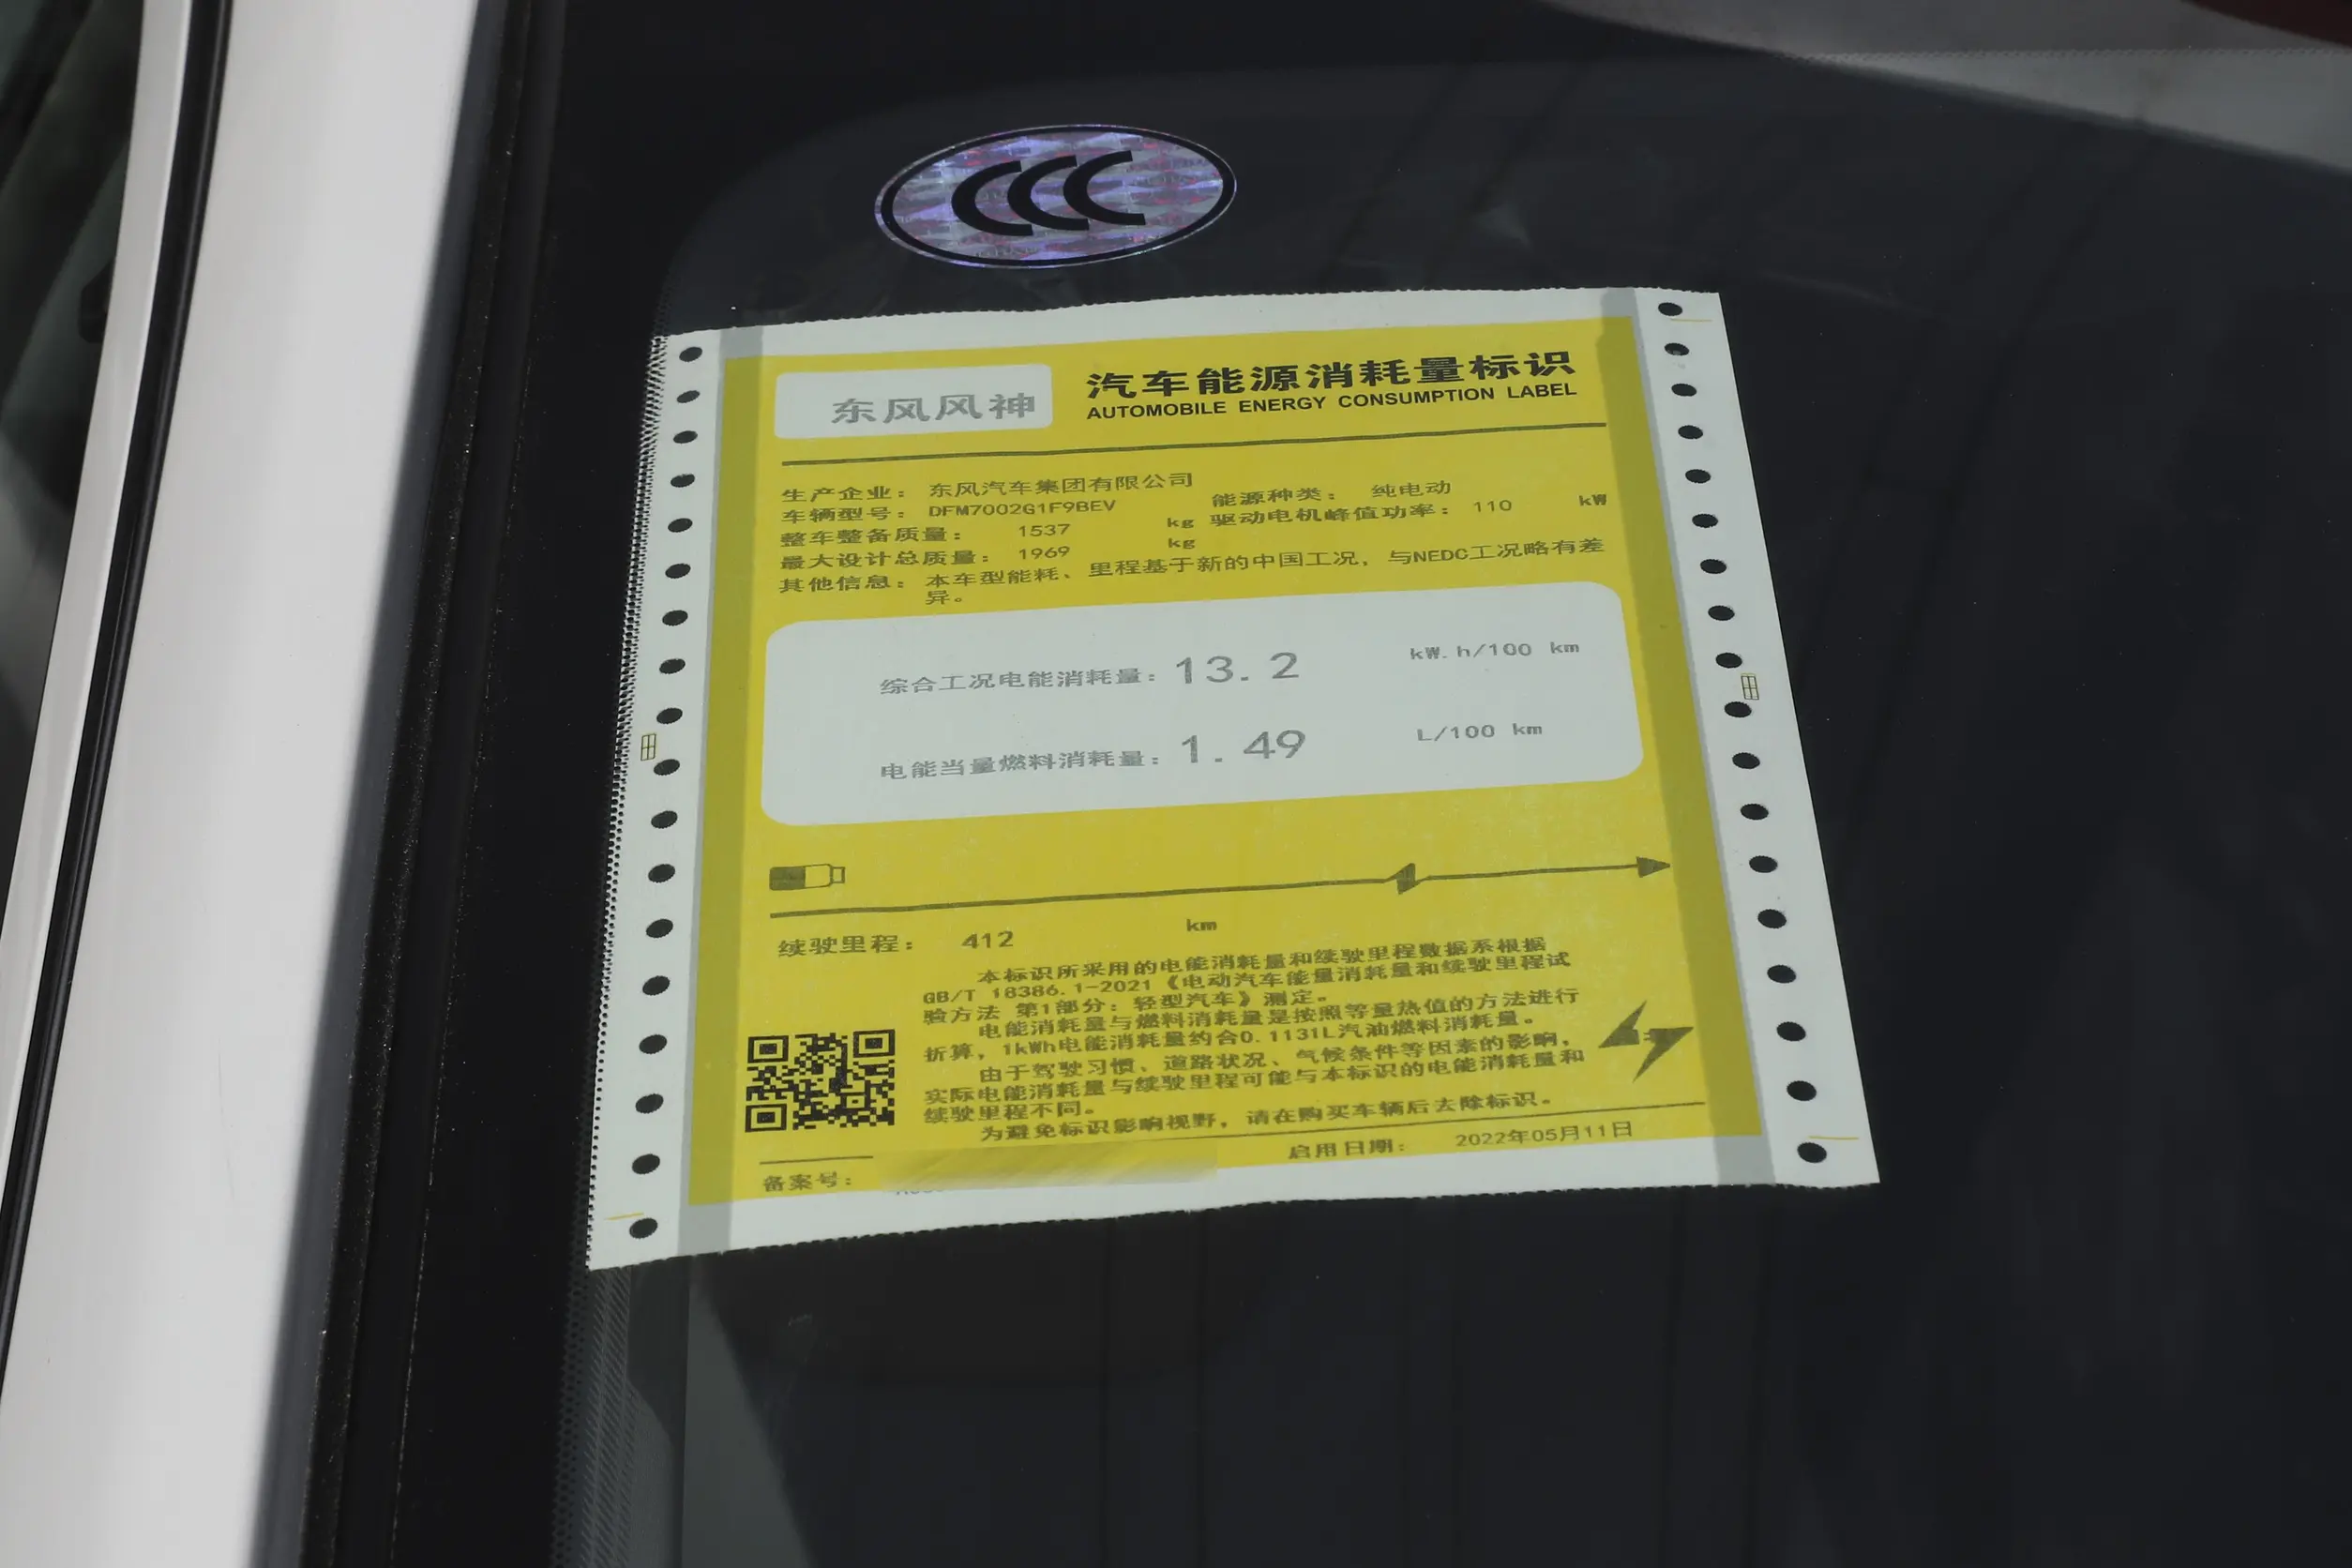 CCC
东风风神
汽车能源消耗量标识
AUTOMOBILE ENERGY CONSUMPTION LABEL
生产企业： 东风汽车集团有限公司
能源种类： 纯电动
车辆型号： DFM7002G1F9BEV
驱动电机峰值功率： 110 kW
整车整备质量： 1537 kg
最大设计总质量： 1969 kg
其他信息： 本车型能耗、里程基于新的中国工况，与NEDC工况略有差
异。
综合工况电能消耗量：13.2 kW.h/100 km
电能当量燃料消耗量：1.49 L/100 km
续驶里程： 412 km
本标识所采用的电能消耗量和续驶里程数据系根据
GB/T 18386.1-2021《电动汽车能量消耗量和续驶里程试
验方法 第1部分：轻型汽车》测定。
电能消耗量与燃料消耗量是按照等量热值的方法进行
折算，1kWh电能消耗量约合0.1131L汽油燃料消耗量。
由于驾驶习惯、道路状况、气候条件等因素的影响，
实际电能消耗量与续驶里程可能与本标识的电能消耗量和
续驶里程不同。
为避免标识影响视野，请在购买车辆后去除标识。
备案号：
启用日期： 2022年05月11日